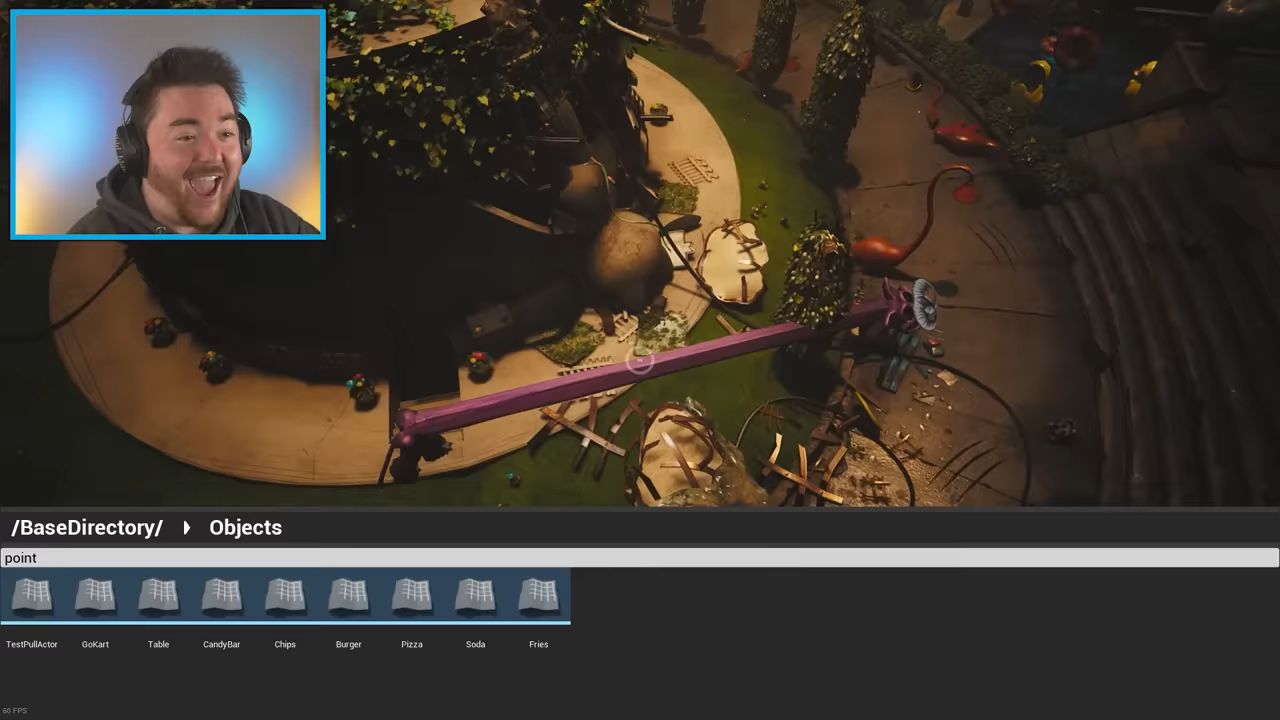 /BaseDirectory/ Objects
point
TestPullActor GoKart Table CandyBar Chips Burger Pizza Soda Fries
60 FPS